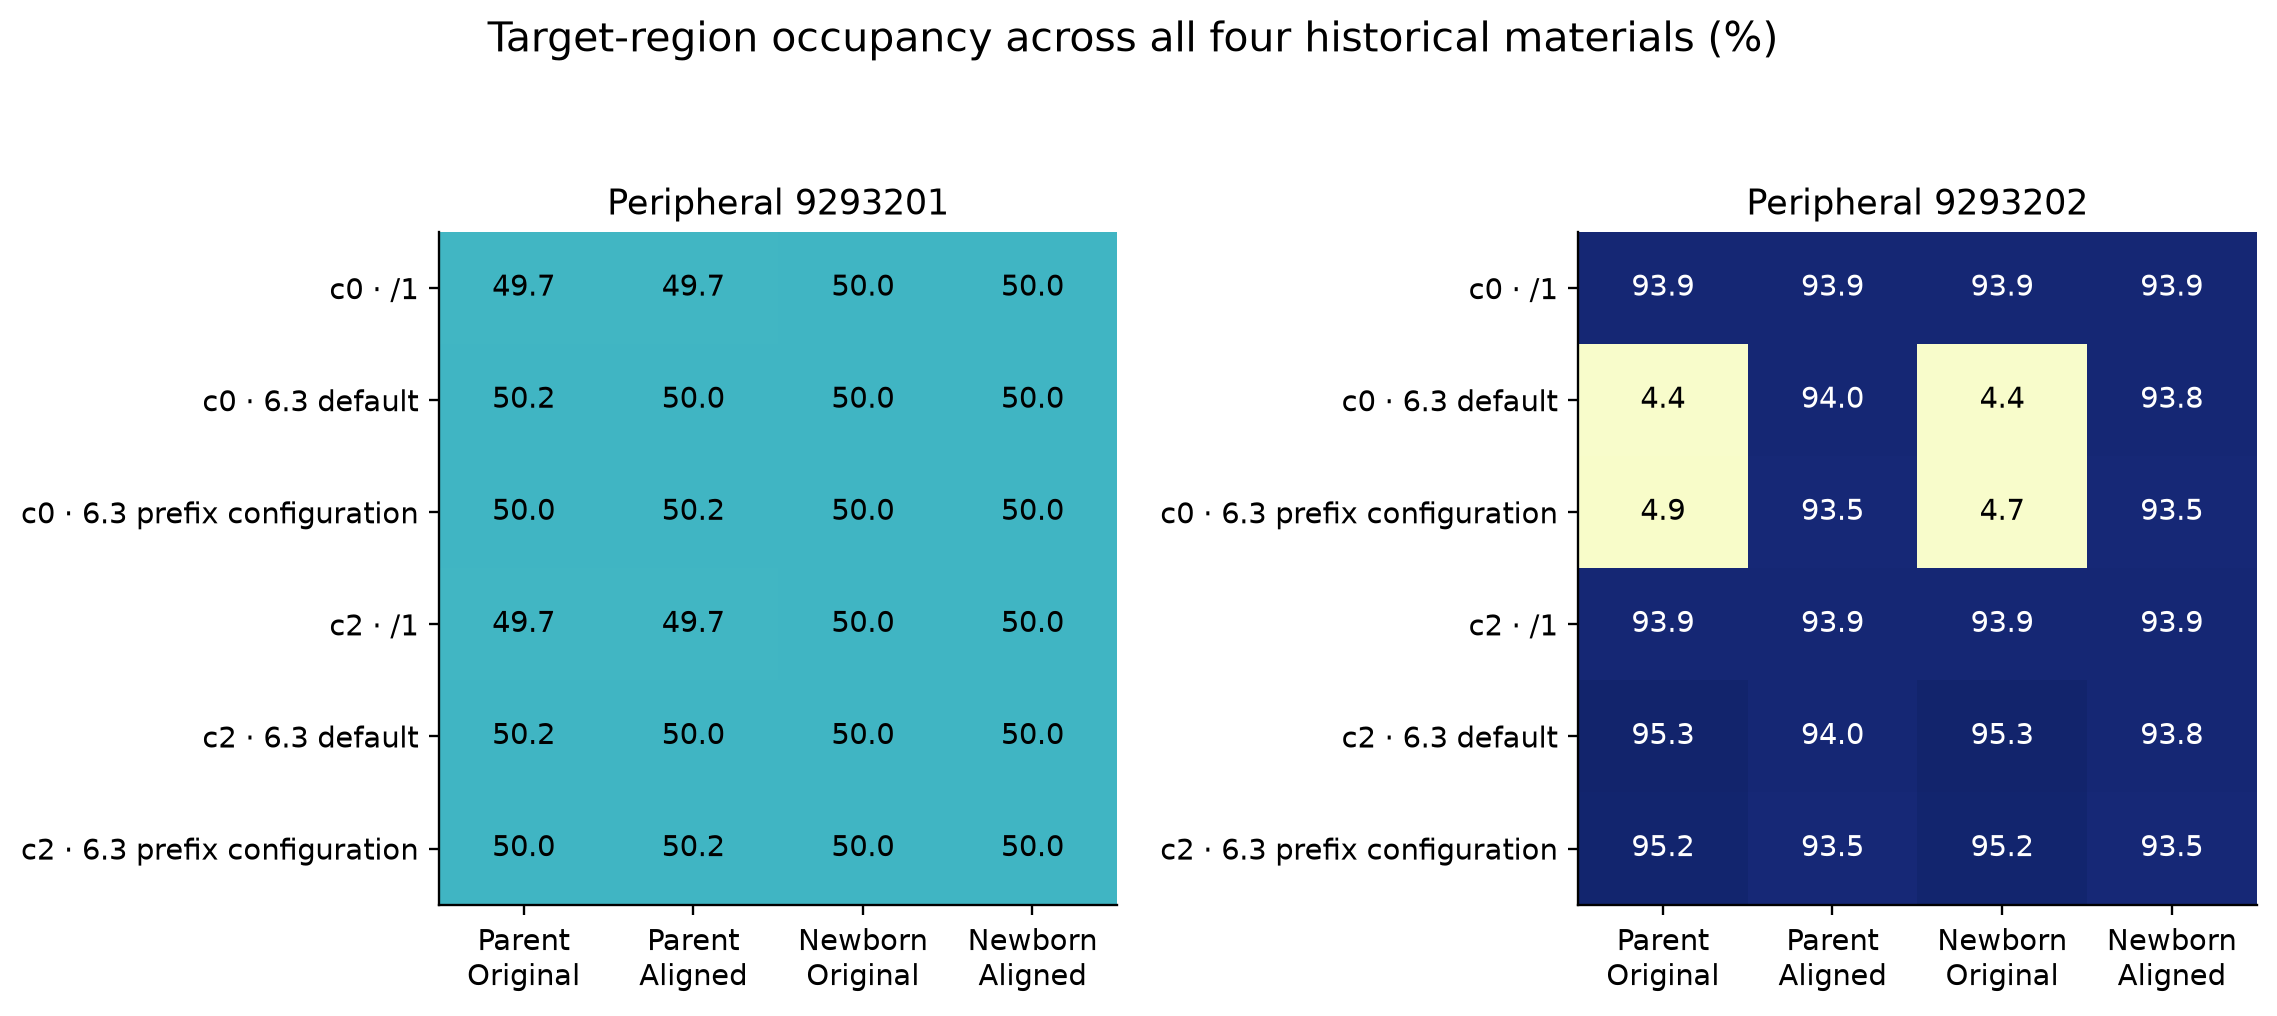 Target-region occupancy across all four historical materials (%)
Peripheral 9293201
c0 · /1 49.7 49.7 50.0 50.0
c0 · 6.3 default 50.2 50.0 50.0 50.0
c0 · 6.3 prefix configuration 50.0 50.2 50.0 50.0
c2 · /1 49.7 49.7 50.0 50.0
c2 · 6.3 default 50.2 50.0 50.0 50.0
c2 · 6.3 prefix configuration 50.0 50.2 50.0 50.0
Parent Parent Newborn Newborn
Original Aligned Original Aligned
Peripheral 9293202
c0 · /1 93.9 93.9 93.9 93.9
c0 · 6.3 default 4.4 94.0 4.4 93.8
c0 · 6.3 prefix configuration 4.9 93.5 4.7 93.5
c2 · /1 93.9 93.9 93.9 93.9
c2 · 6.3 default 95.3 94.0 95.3 93.8
c2 · 6.3 prefix configuration 95.2 93.5 95.2 93.5
Parent Parent Newborn Newborn
Original Aligned Original Aligned